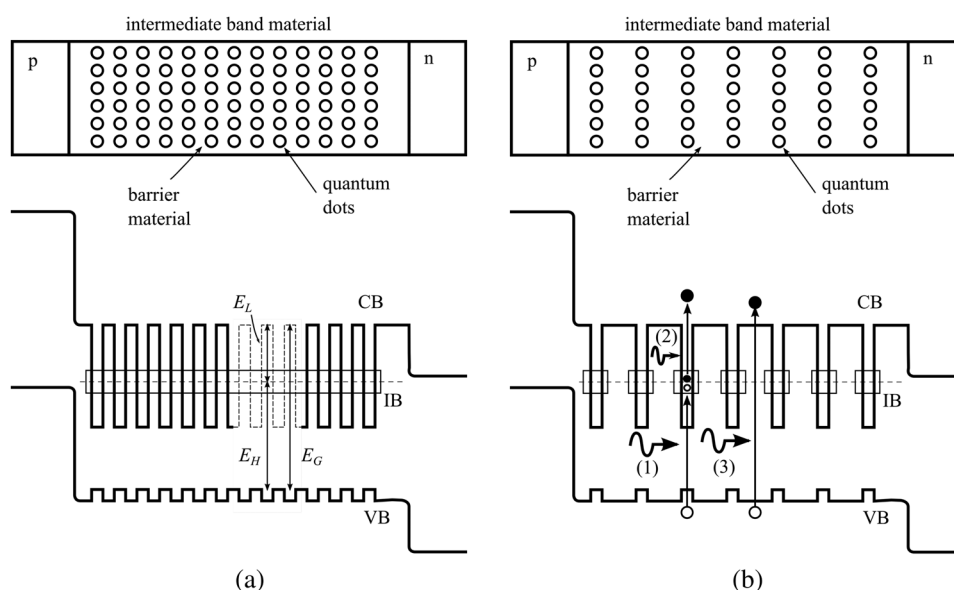 intermediate band material
p
n
barrier
material
quantum
dots
E_L
CB
IB
E_H
E_G
VB
(a)
intermediate band material
p
n
barrier
material
quantum
dots
CB
(2)
IB
(1)
(3)
VB
(b)